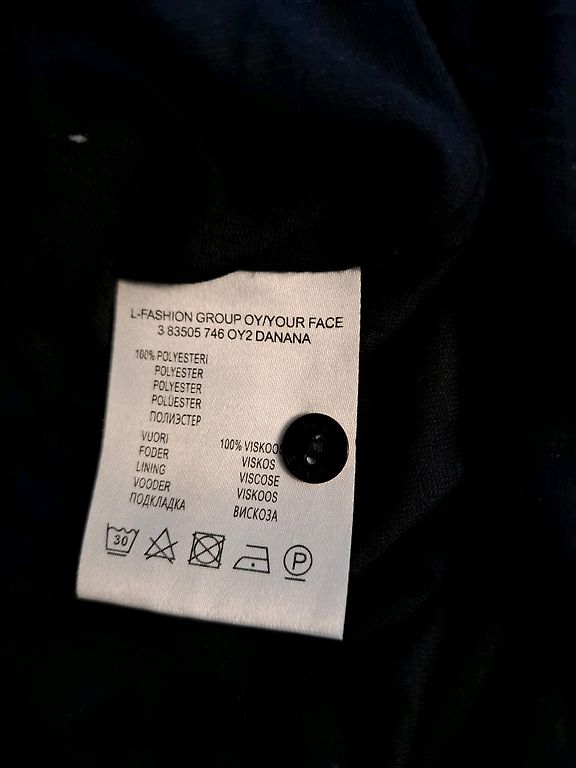 L-FASHION GROUP OY/YOUR FACE
3 83505 746 OY2 DANANA
100% POLYESTERI
POLYESTER
POLYESTER
POLÜESTER
ПОЛИЭСТЕР
VUORI 100% VISKOO
FODER VISKOS
LINING VISCOSE
VOODER VISKOOS
ПОДКЛАДКА ВИСКОЗА
30 P